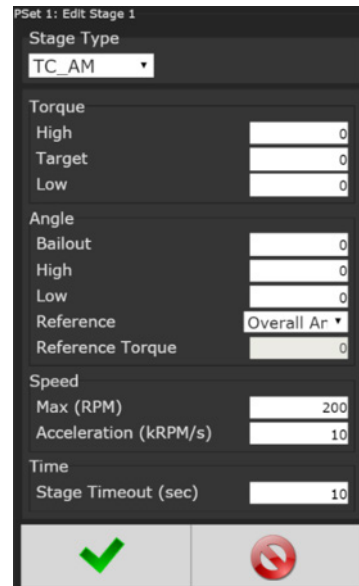 PSet 1: Edit Stage 1
Stage Type
TC_AM
Torque
High 0
Target 0
Low 0
Angle
Bailout 0
High 0
Low 0
Reference Overall Ar
Reference Torque 0
Speed
Max (RPM) 200
Acceleration (kRPM/s) 10
Time
Stage Timeout (sec) 10